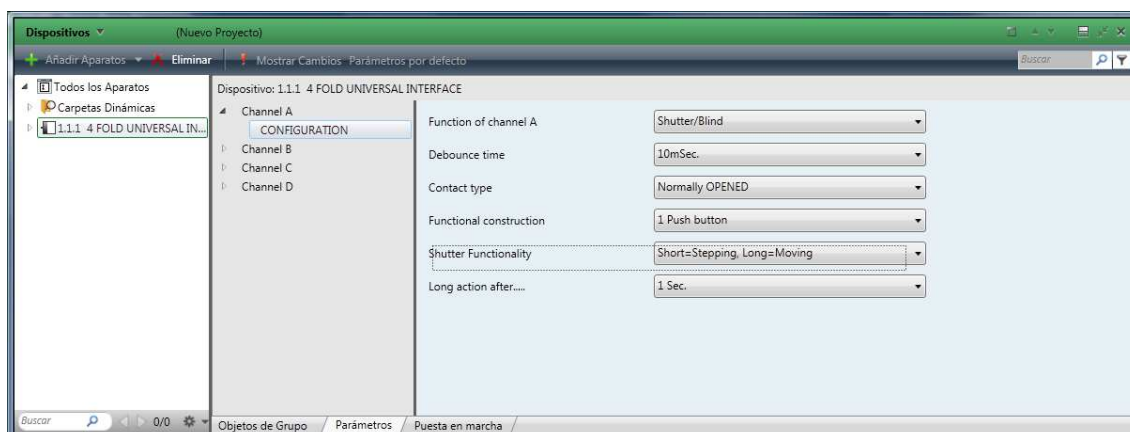 Dispositivos (Nuevo Proyecto)
Añadir Aparatos Eliminar Mostrar Cambios Parámetros por defecto Buscar
Todos los Aparatos
Carpetas Dinámicas
1.1.1 4 FOLD UNIVERSAL IN...
Dispositivo: 1.1.1 4 FOLD UNIVERSAL INTERFACE
Channel A
CONFIGURATION
Channel B
Channel C
Channel D
Function of channel A Shutter/Blind
Debounce time 10mSec.
Contact type Normally OPENED
Functional construction 1 Push button
Shutter Functionality Short=Stepping, Long=Moving
Long action after.... 1 Sec.
Buscar 0/0
Objetos de Grupo Parámetros Puesta en marcha